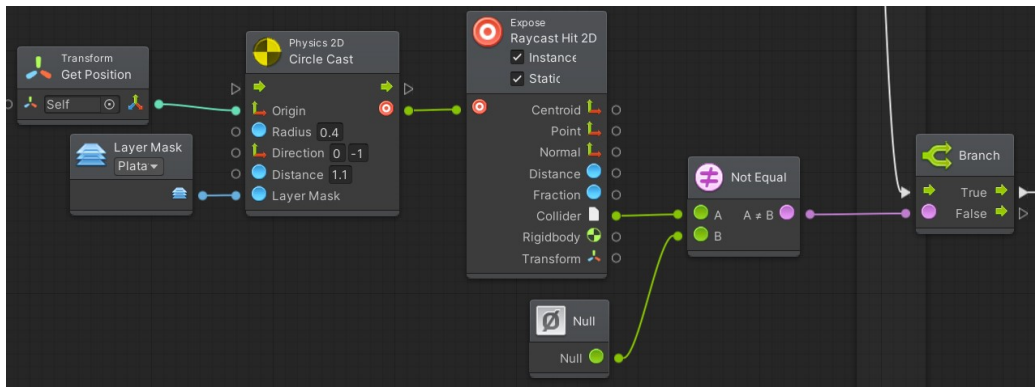 Transform
Get Position
Self
Layer Mask
Plata
Physics 2D
Circle Cast
Origin
Radius 0.4
Direction 0 -1
Distance 1.1
Layer Mask
Expose
Raycast Hit 2D
Instance
Static
Centroid
Point
Normal
Distance
Fraction
Collider
Rigidbody
Transform
Null
Null
Not Equal
A A ≠ B
B
Branch
True
False